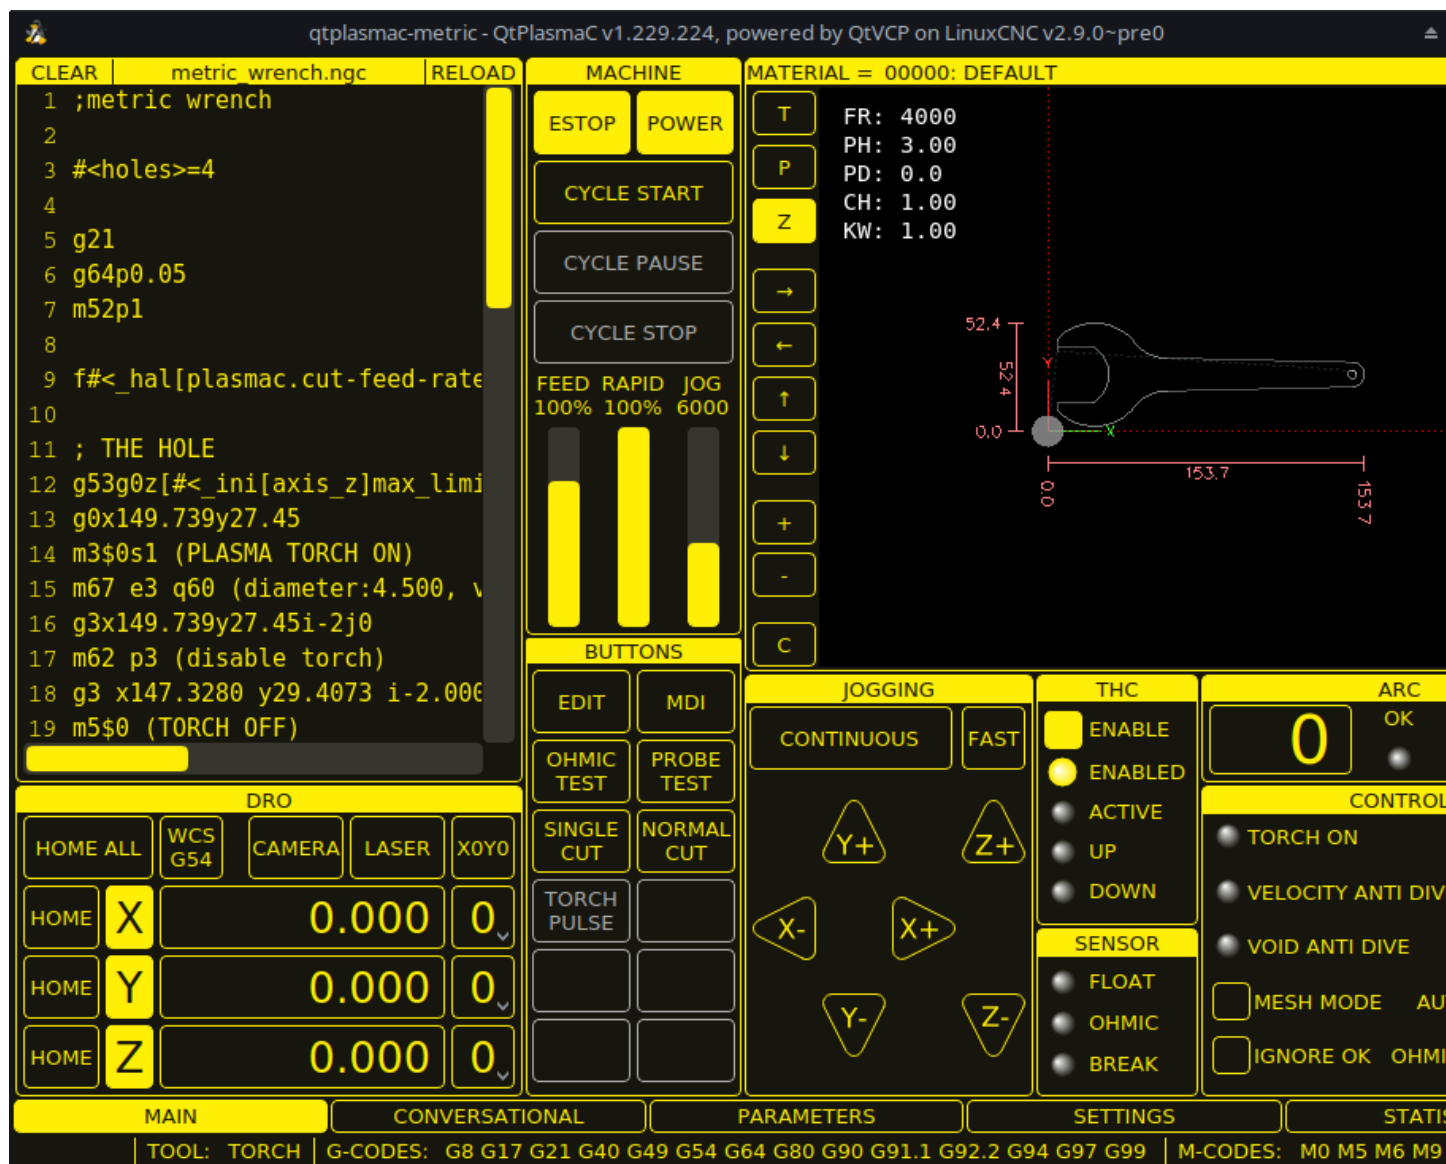 qtplasmac-metric - QtPlasmaC v1.229.224, powered by QtVCP on LinuxCNC v2.9.0~pre0
CLEAR metric_wrench.ngc RELOAD
1 ;metric wrench
2
3 #<holes>=4
4
5 g21
6 g64p0.05
7 m52p1
8
9 f#<_hal[plasmac.cut-feed-rate
10
11 ; THE HOLE
12 g53g0z[#<_ini[axis_z]max_limi
13 g0x149.739y27.45
14 m3$0s1 (PLASMA TORCH ON)
15 m67 e3 q60 (diameter:4.500, v
16 g3x149.739y27.45i-2j0
17 m62 p3 (disable torch)
18 g3 x147.3280 y29.4073 i-2.000
19 m5$0 (TORCH OFF)
DRO
HOME ALL WCS G54 CAMERA LASER X0Y0
HOME X 0.000 0
HOME Y 0.000 0
HOME Z 0.000 0
MACHINE
ESTOP POWER
CYCLE START
CYCLE PAUSE
CYCLE STOP
FEED RAPID JOG
100% 100% 6000
BUTTONS
EDIT MDI
OHMIC TEST PROBE TEST
SINGLE CUT NORMAL CUT
TORCH PULSE
MATERIAL = 00000: DEFAULT
T
P
Z
→
←
↑
↓
+
-
C
FR: 4000
PH: 3.00
PD: 0.0
CH: 1.00
KW: 1.00
52.4
52.4
0.0
Y
X
153.7
0.0
153.7
JOGGING
CONTINUOUS FAST
Y+ Z+
X- X+
Y- Z-
THC
ENABLE
ENABLED
ACTIVE
UP
DOWN
SENSOR
FLOAT
OHMIC
BREAK
ARC
0 OK
CONTROL
TORCH ON
VELOCITY ANTI DIV
VOID ANTI DIVE
MESH MODE AU
IGNORE OK OHMI
MAIN CONVERSATIONAL PARAMETERS SETTINGS STATIS
TOOL: TORCH G-CODES: G8 G17 G21 G40 G49 G54 G64 G80 G90 G91.1 G92.2 G94 G97 G99 M-CODES: M0 M5 M6 M9